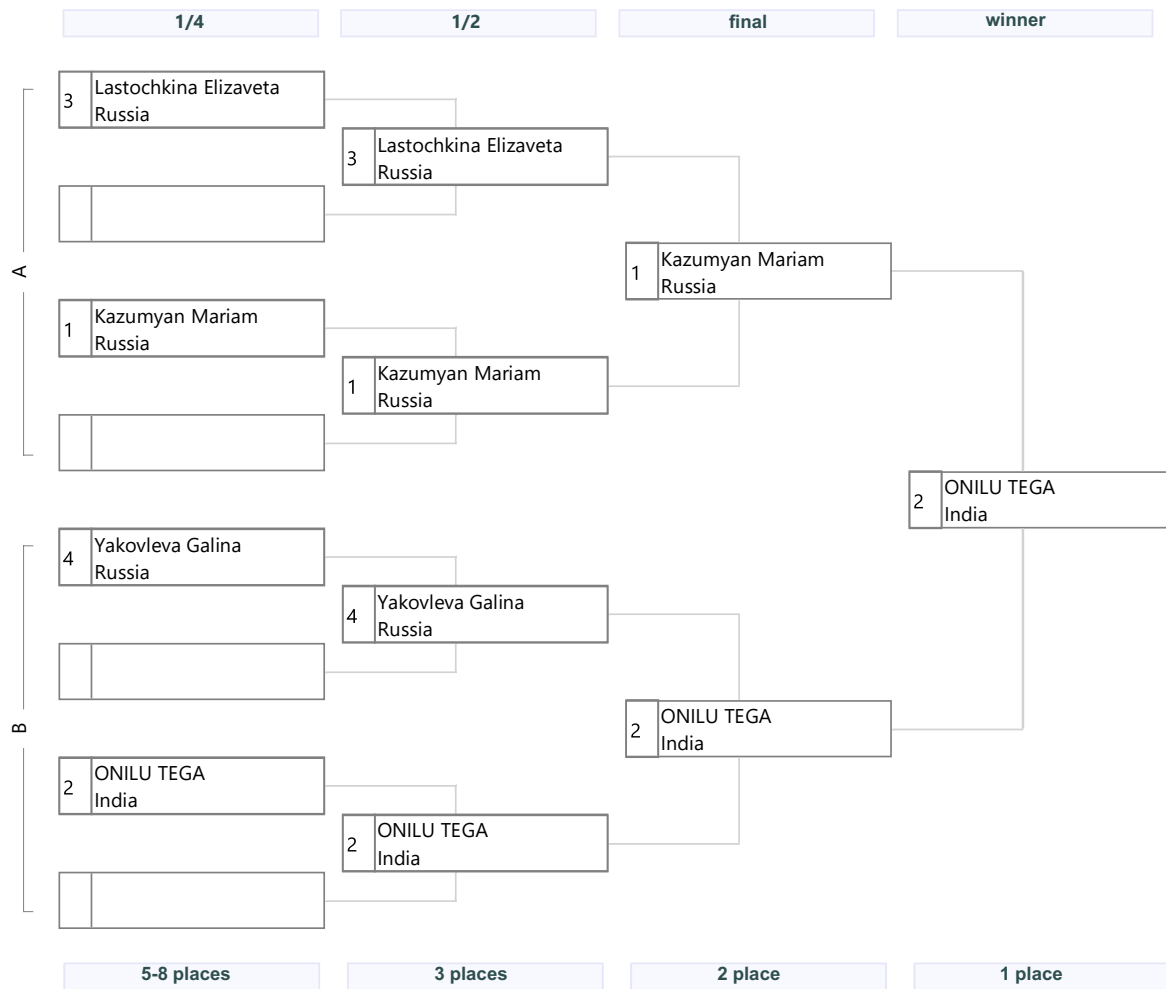 1/4
1/2
final
winner
A
3
Lastochkina Elizaveta
Russia
1
Kazumyan Mariam
Russia
B
4
Yakovleva Galina
Russia
2
ONILU TEGA
India
3
Lastochkina Elizaveta
Russia
1
Kazumyan Mariam
Russia
4
Yakovleva Galina
Russia
2
ONILU TEGA
India
1
Kazumyan Mariam
Russia
2
ONILU TEGA
India
2
ONILU TEGA
India
5-8 places
3 places
2 place
1 place